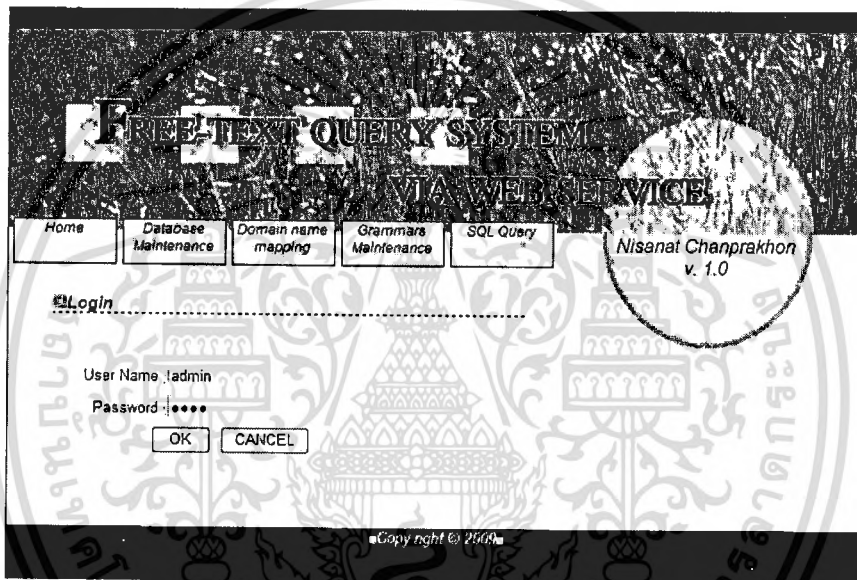 FREE-TEXT QUERY SYSTEM
VIA WEB SERVICE
Home
Database Maintenance
Domain name mapping
Grammars Maintenance
SQL Query
Nisanat Chanprakhon
v. 1.0
Login
User Name : admin
Password : ●●●●
OK CANCEL
Copy right © 2009